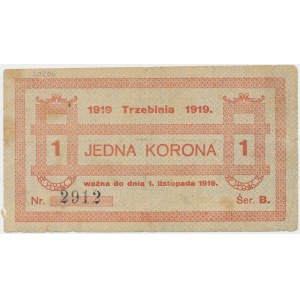 1919 Trzebinia 1919.
1 JEDNA KORONA 1
ważna do dnia 1. listopada 1919.
Nr. 2912 Ser. B.